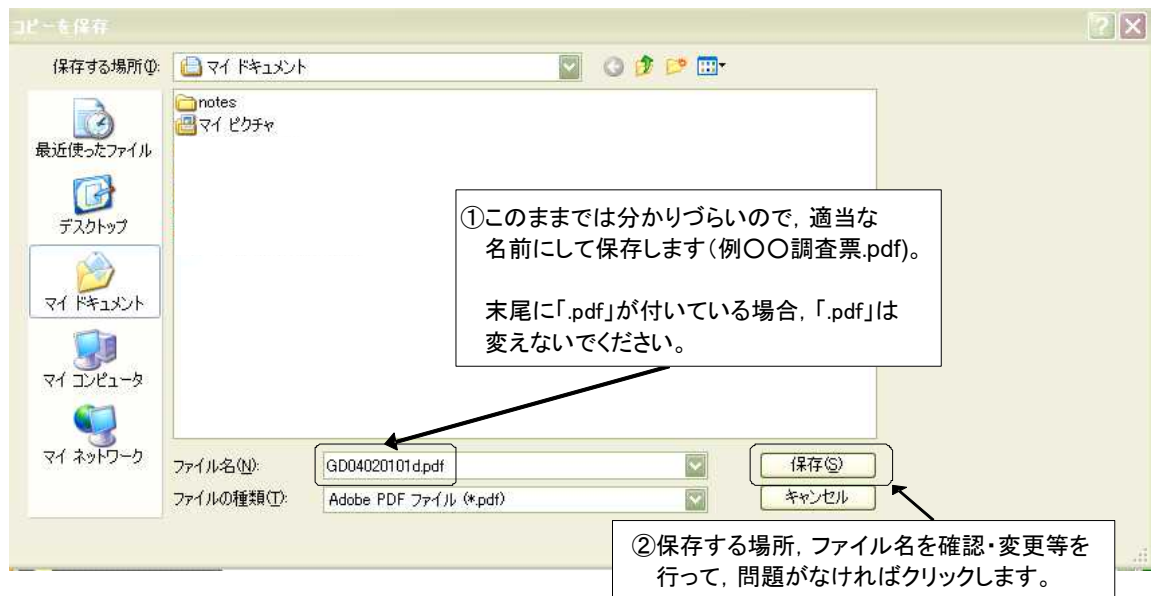 コピーを保存
保存する場所(I):
マイ ドキュメント
notes
マイ ピクチャ
最近使ったファイル
デスクトップ
マイ ドキュメント
マイ コンピュータ
マイ ネットワーク
①このままでは分かりづらいので，適当な
名前にして保存します（例〇〇調査票.pdf)。
末尾に「.pdf」が付いている場合，「.pdf」は
変えないでください。
ファイル名(N):
GD04020101d.pdf
保存(S)
ファイルの種類(T):
Adobe PDF ファイル (*.pdf)
キャンセル
②保存する場所，ファイル名を確認・変更等を
行って，問題がなければクリックします。